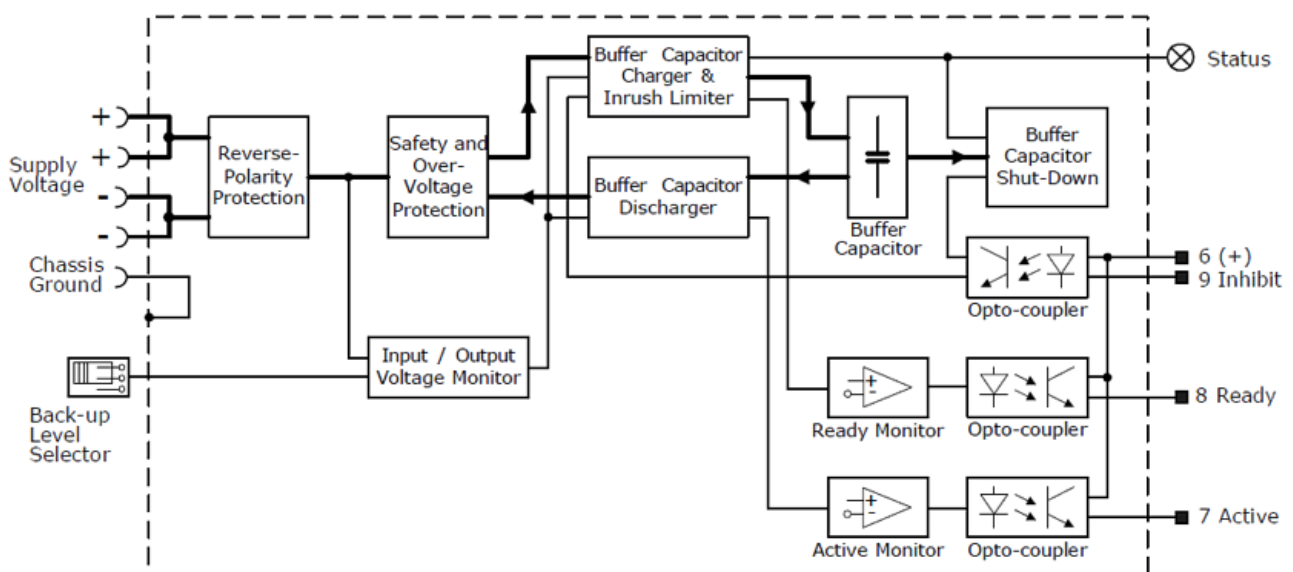 Buffer Capacitor
Charger &
Inrush Limiter
Status
+
+
-
-
Supply
Voltage
Reverse-
Polarity
Protection
Safety and
Over-
Voltage
Protection
Buffer Capacitor
Discharger
Buffer
Capacitor
Buffer
Capacitor
Shut-Down
Chassis
Ground
6 (+)
9 Inhibit
Opto-coupler
Input / Output
Voltage Monitor
Back-up
Level
Selector
+
-
Ready Monitor
Opto-coupler
8 Ready
+
-
Active Monitor
Opto-coupler
7 Active